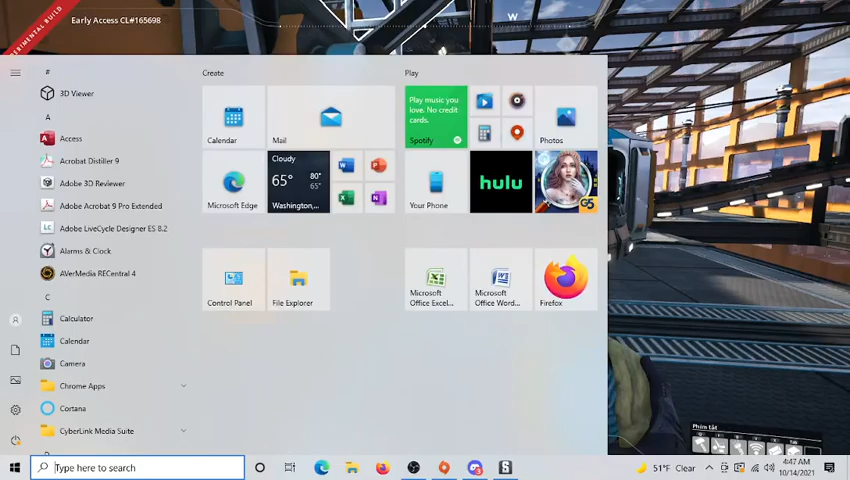 Early Access CL#165698
W
EXPERIMENTAL BUILD
#
3D Viewer
A
Access
Acrobat Distiller 9
Adobe 3D Reviewer
Adobe Acrobat 9 Pro Extended
Adobe LiveCycle Designer ES 8.2
Alarms & Clock
AVerMedia RECentral 4
C
Calculator
Calendar
Camera
Chrome Apps
Cortana
CyberLink Media Suite
Create
Calendar
Mail
Microsoft Edge
Cloudy
65°
80°
65°
Washington,...
Control Panel
File Explorer
Play
Play music you
love. No credit
cards.
Spotify
Photos
Your Phone
hulu
G5
Microsoft
Office Excel...
Microsoft
Office Word...
Firefox
Phím tắt
Type here to search
51°F Clear
4:47 AM
10/14/2021